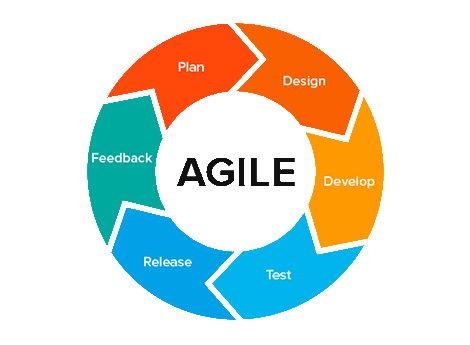 Plan
Design
Develop
Test
Release
Feedback
AGILE